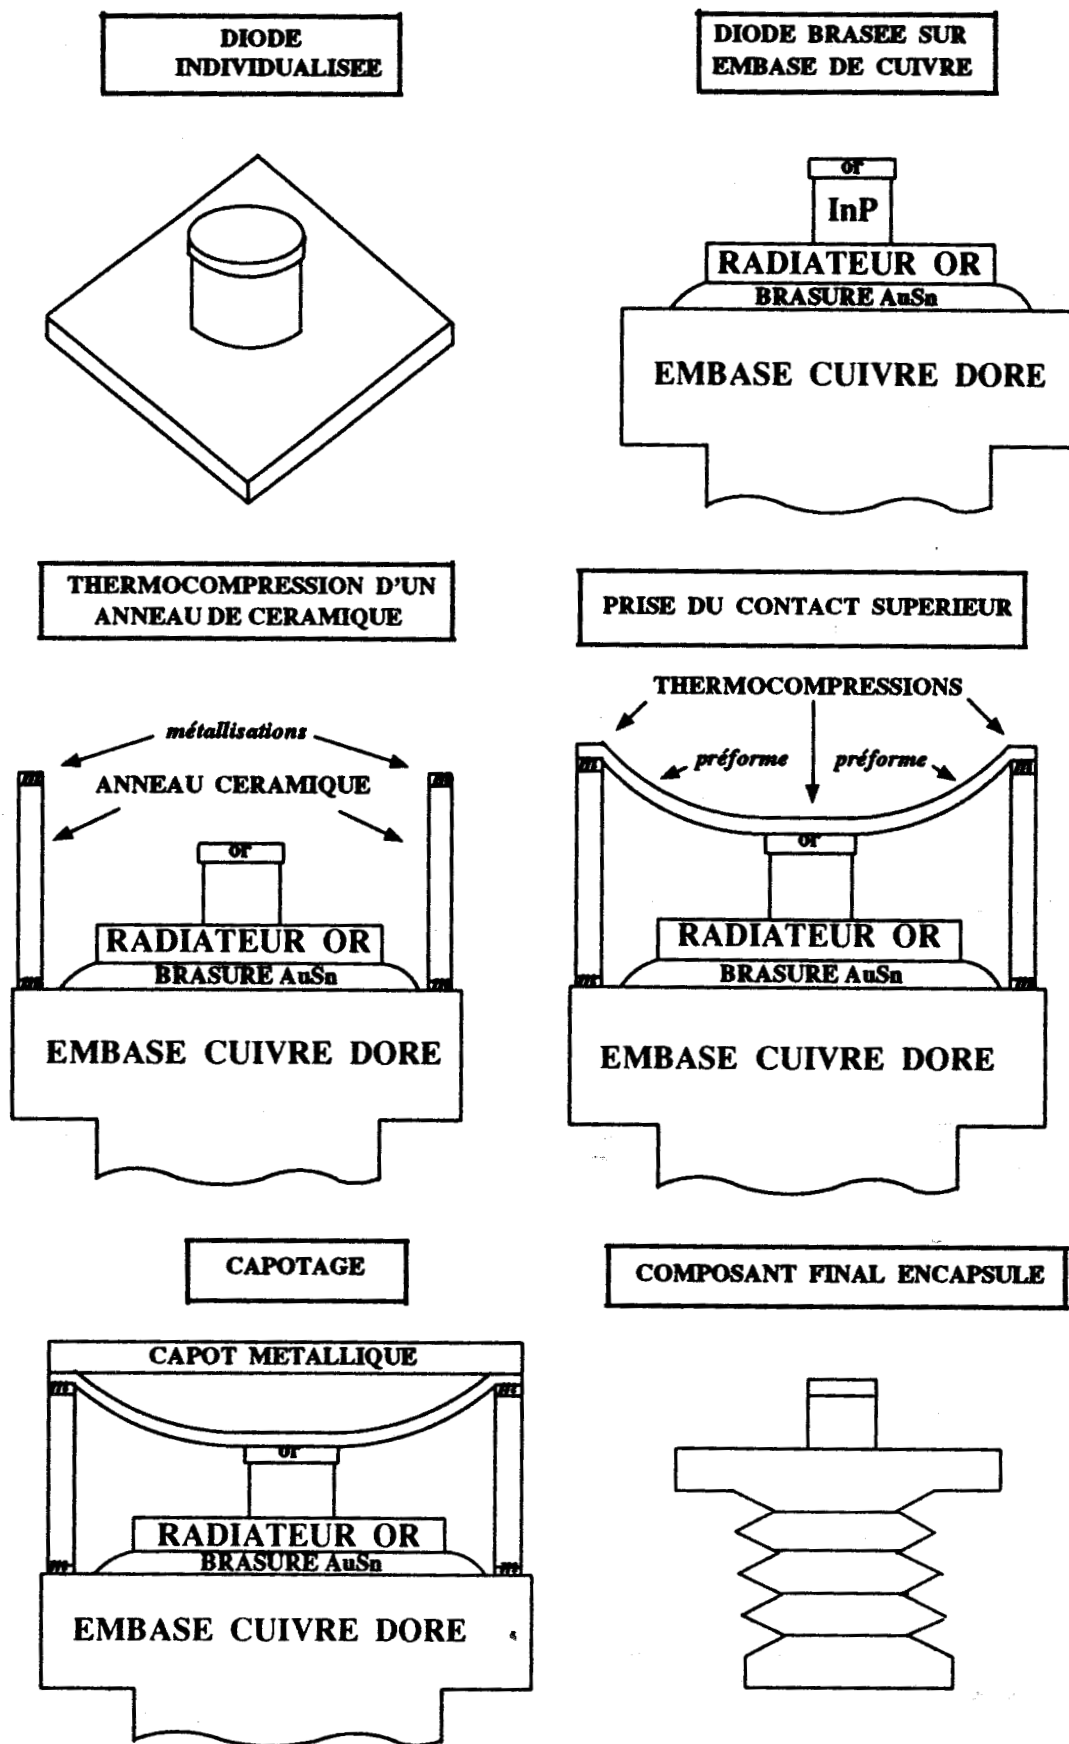 DIODE
INDIVIDUALISEE
DIODE BRASEE SUR
EMBASE DE CUIVRE
or
InP
RADIATEUR OR
BRASURE AuSn
EMBASE CUIVRE DORE
THERMOCOMPRESSION D'UN
ANNEAU DE CERAMIQUE
métallisations
m m
ANNEAU CERAMIQUE
or
RADIATEUR OR
BRASURE AuSn
m m
EMBASE CUIVRE DORE
PRISE DU CONTACT SUPERIEUR
THERMOCOMPRESSIONS
préforme préforme
m m
or
RADIATEUR OR
BRASURE AuSn
m m
EMBASE CUIVRE DORE
CAPOTAGE
CAPOT METALLIQUE
m m
or
RADIATEUR OR
BRASURE AuSn
m m
EMBASE CUIVRE DORE
COMPOSANT FINAL ENCAPSULE